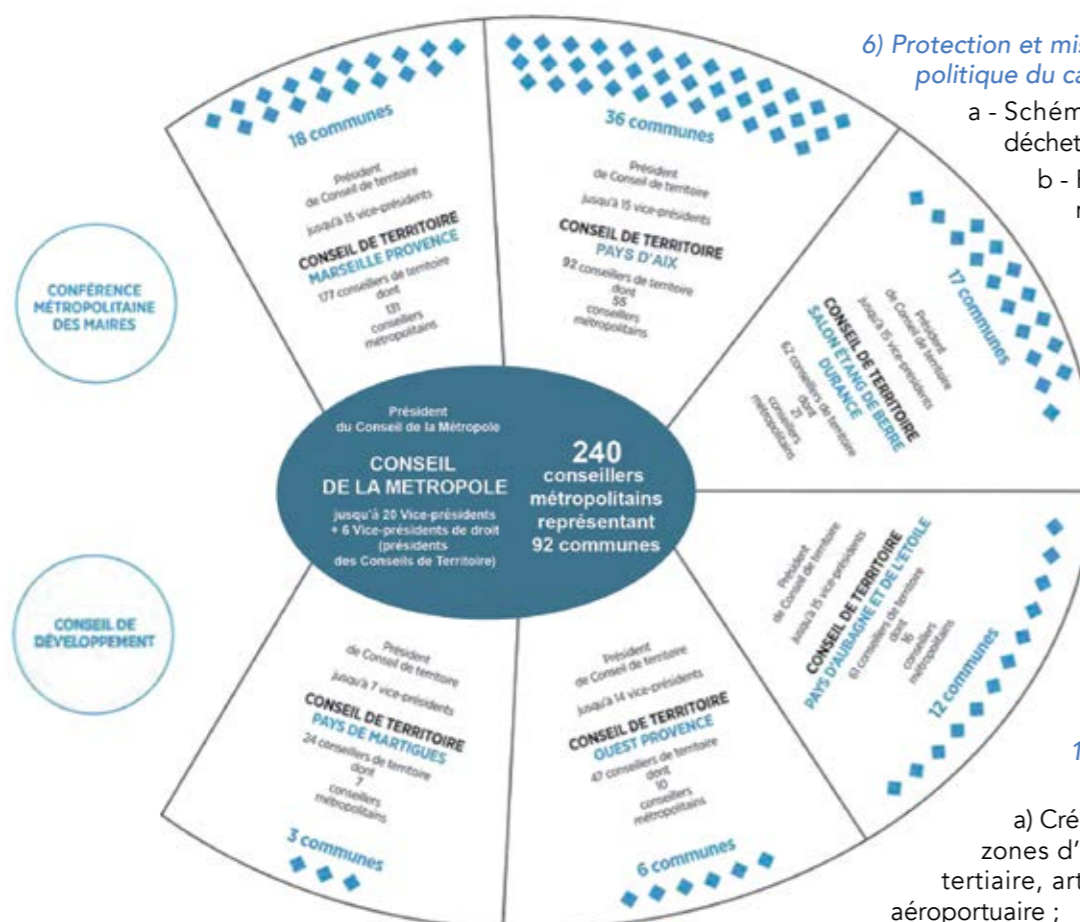 CONFÉRENCE
MÉTROPOLITAINE
DES MAIRES
CONSEIL DE
DÉVELOPPEMENT
18 communes
Président
de Conseil de territoire
jusqu'à 15 vice-présidents
CONSEIL DE TERRITOIRE
MARSEILLE PROVENCE
177 conseillers de territoire
dont
131
conseillers
métropolitains
36 communes
Président
de Conseil de territoire
jusqu'à 15 vice-présidents
CONSEIL DE TERRITOIRE
PAYS D'AIX
92 conseillers de territoire
dont
55
conseillers
métropolitains
17 communes
Président
de Conseil de territoire
jusqu'à 15 vice-présidents
CONSEIL DE TERRITOIRE
SALON ÉTANG DE BERRE
DURANCE
62 conseillers de territoire
dont
21
conseillers
métropolitains
Président
du Conseil de la Métropole
CONSEIL
DE LA METROPOLE
jusqu'à 20 Vice-présidents
+ 6 Vice-présidents de droit
(présidents
des Conseils de Territoire)
240
conseillers
métropolitains
représentant
92 communes
Président
de Conseil de territoire
jusqu'à 15 vice-présidents
CONSEIL DE TERRITOIRE
PAYS D'AUBAGNE ET DE L'ETOILE
61 conseillers de territoire
dont
16
conseillers
métropolitains
12 communes
Président
de Conseil de territoire
jusqu'à 7 vice-présidents
CONSEIL DE TERRITOIRE
PAYS DE MARTIGUES
24 conseillers de territoire
dont
7
conseillers
métropolitains
3 communes
Président
de Conseil de territoire
jusqu'à 14 vice-présidents
CONSEIL DE TERRITOIRE
OUEST PROVENCE
47 conseillers de territoire
dont
10
conseillers
métropolitains
6 communes
6) Protection et mis
politique du ca
a - Schém
déchet
b -
1
a) Cré
zones d'
tertiaire, art
aéroportuaire ;